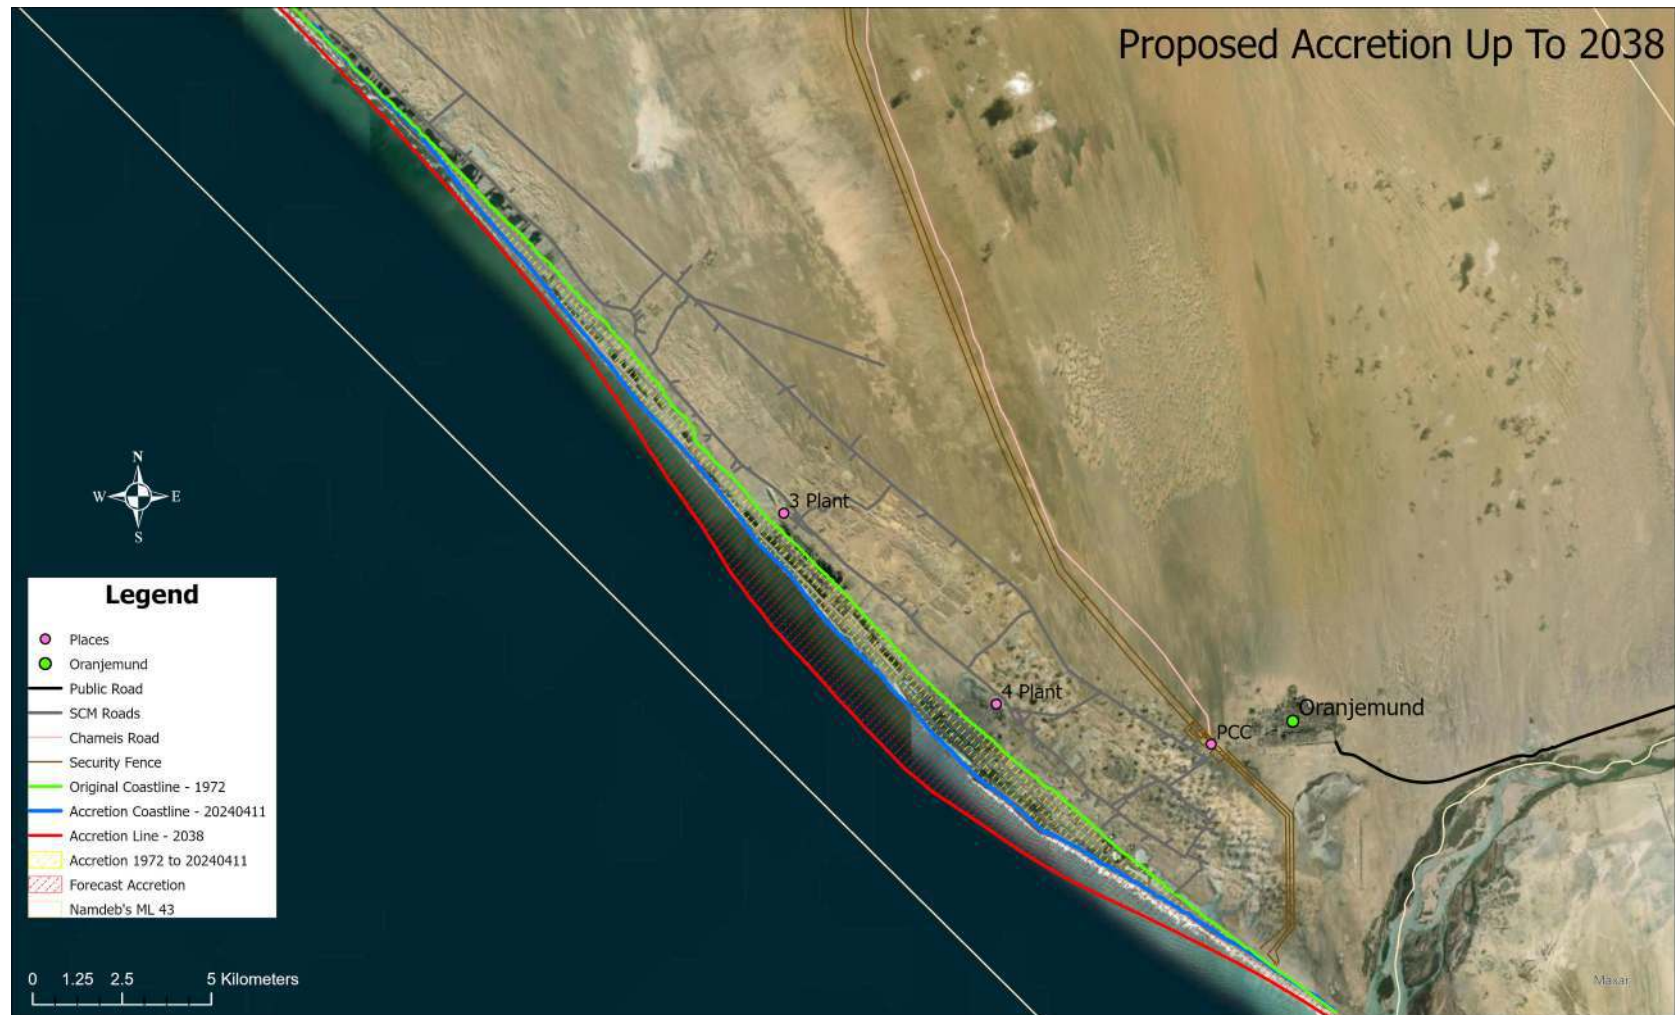 Proposed Accretion Up To 2038
3 Plant
4 Plant
Oranjemund
PCC
N
W E
S
Legend
Places
Oranjemund
Public Road
SCM Roads
Chameis Road
Security Fence
Original Coastline - 1972
Accretion Coastline - 20240411
Accretion Line - 2038
Accretion 1972 to 20240411
Forecast Accretion
Namdeb's ML 43
0 1.25 2.5 5 Kilometers
Maxar